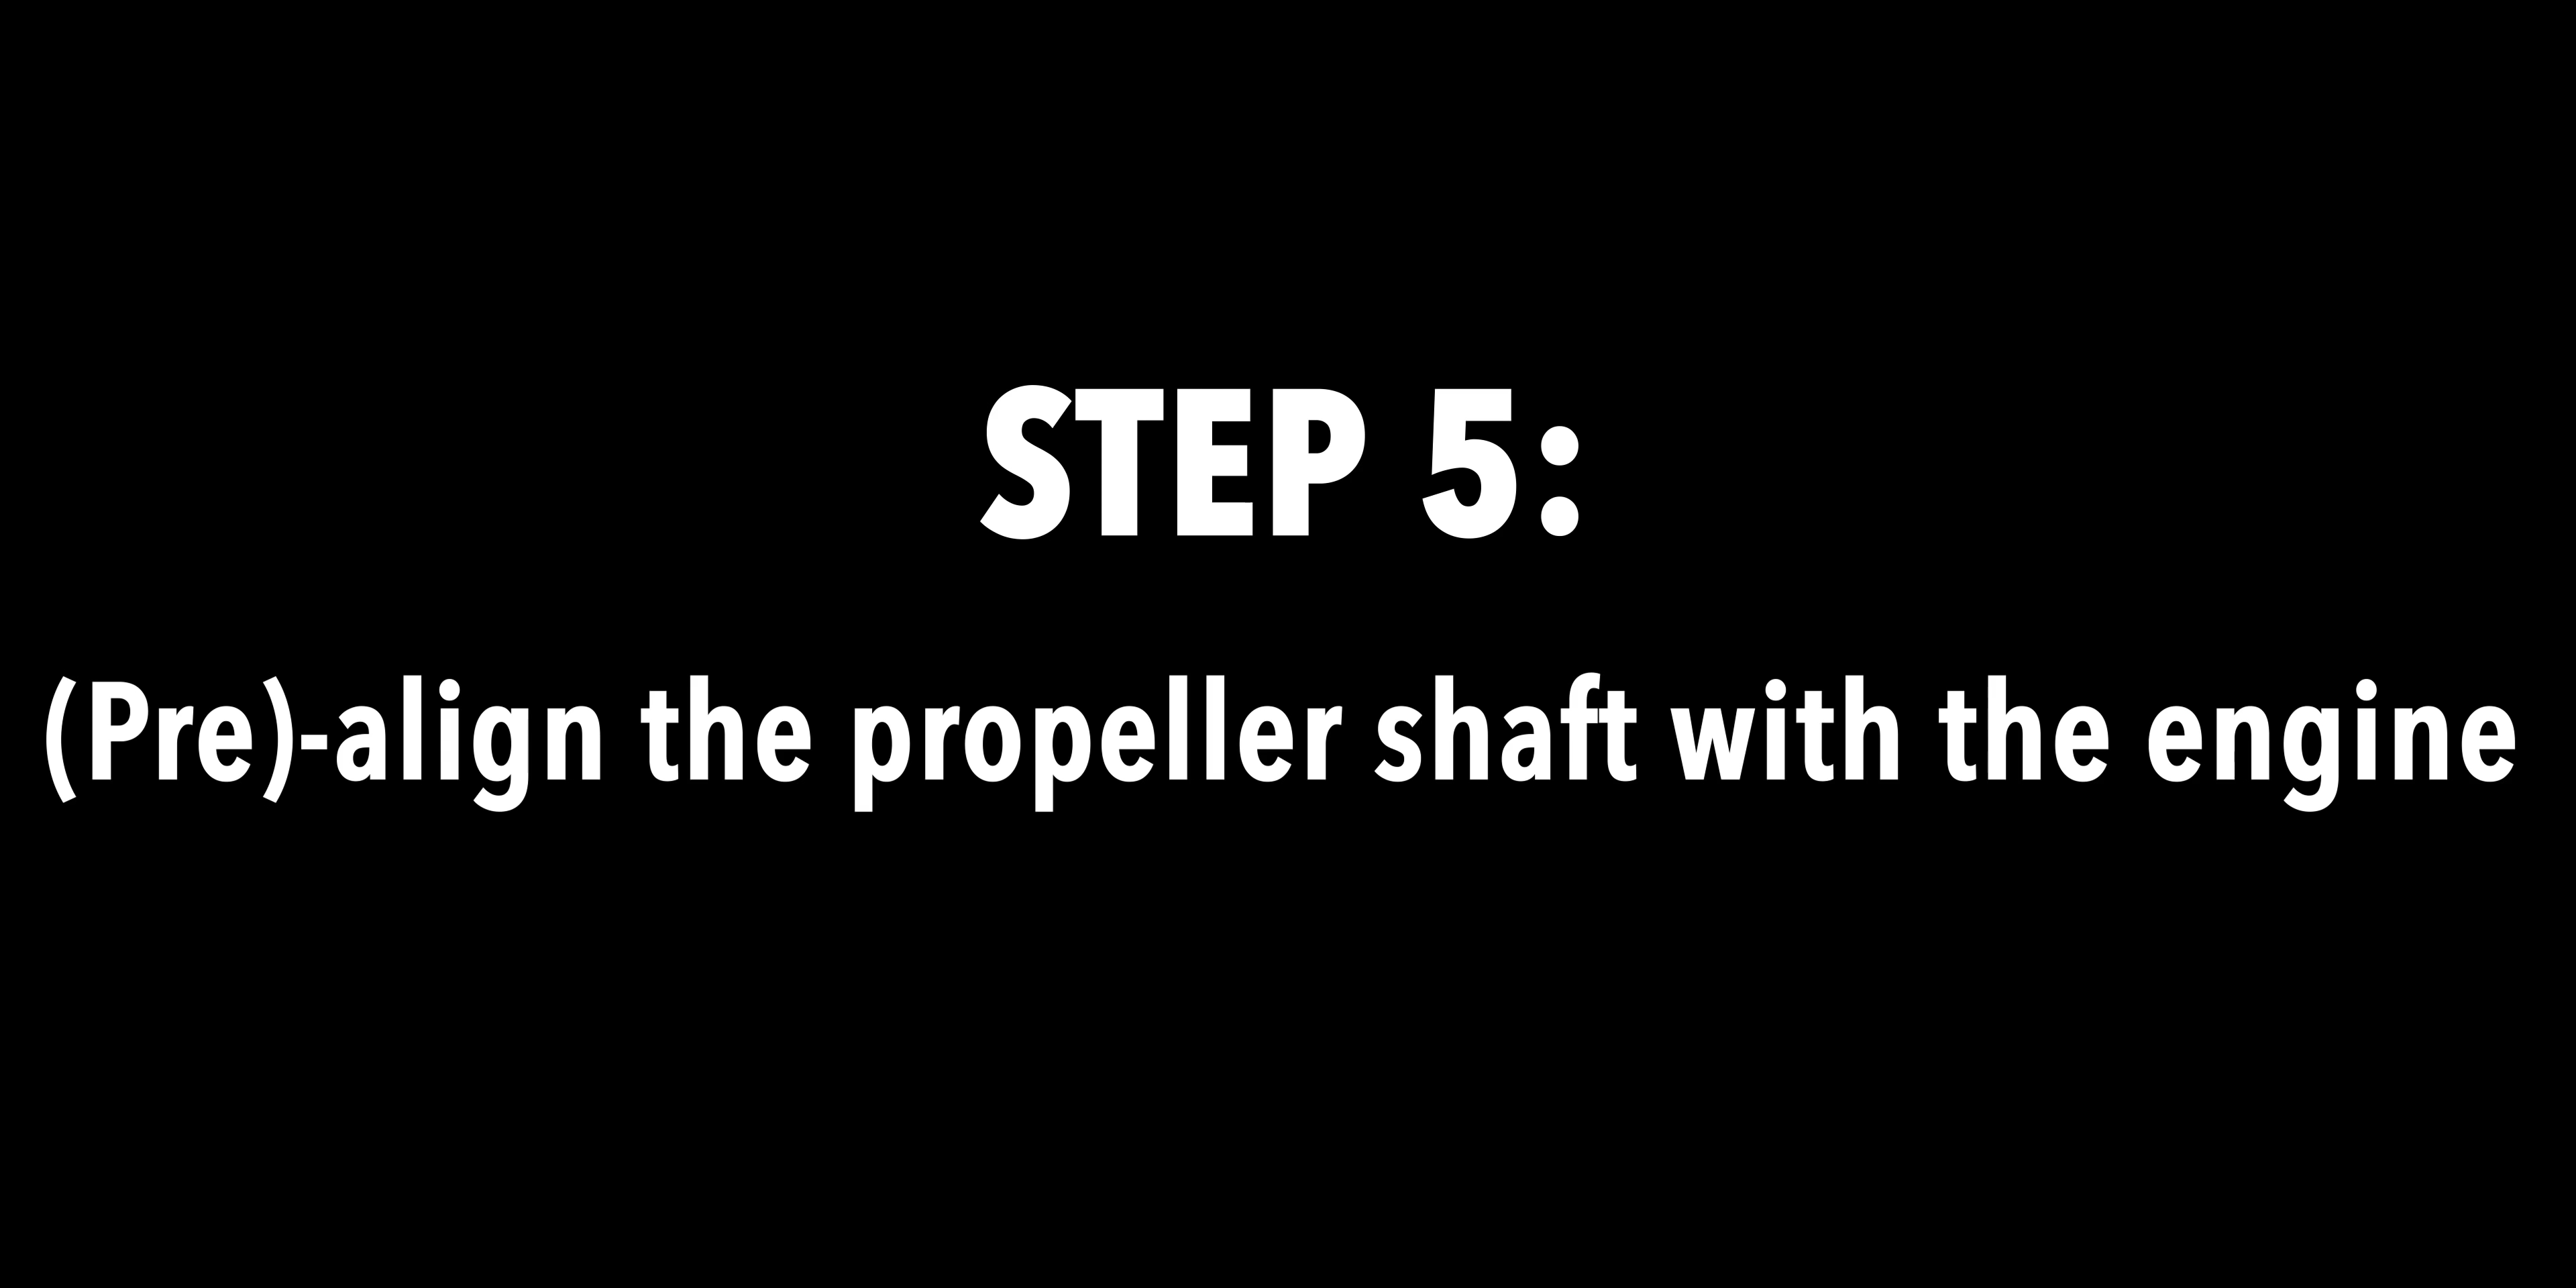 STEP 5:
(Pre)-align the propeller shaft with the engine